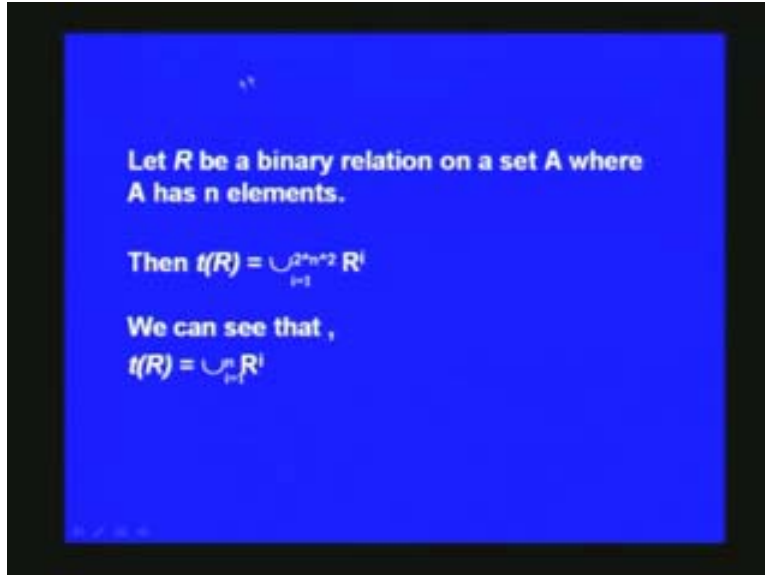 Let R be a binary relation on a set A where
A has n elements.
Then t(R) = ∪^{2^n^2}_{i=1} Rⁱ
We can see that ,
t(R) = ∪^{n}_{i=1} Rⁱ